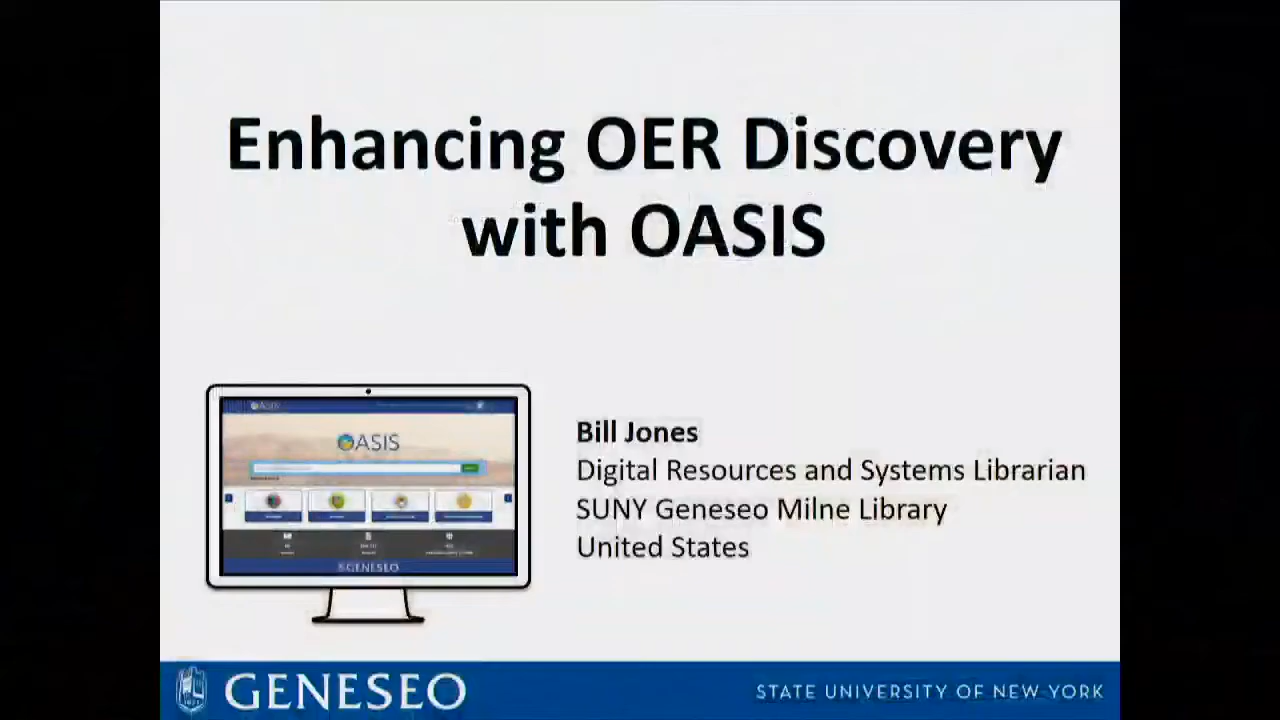 Enhancing OER Discovery
with OASIS
OASIS
OASIS
GENESEO
Bill Jones
Digital Resources and Systems Librarian
SUNY Geneseo Milne Library
United States
GENESEO
STATE UNIVERSITY OF NEW YORK